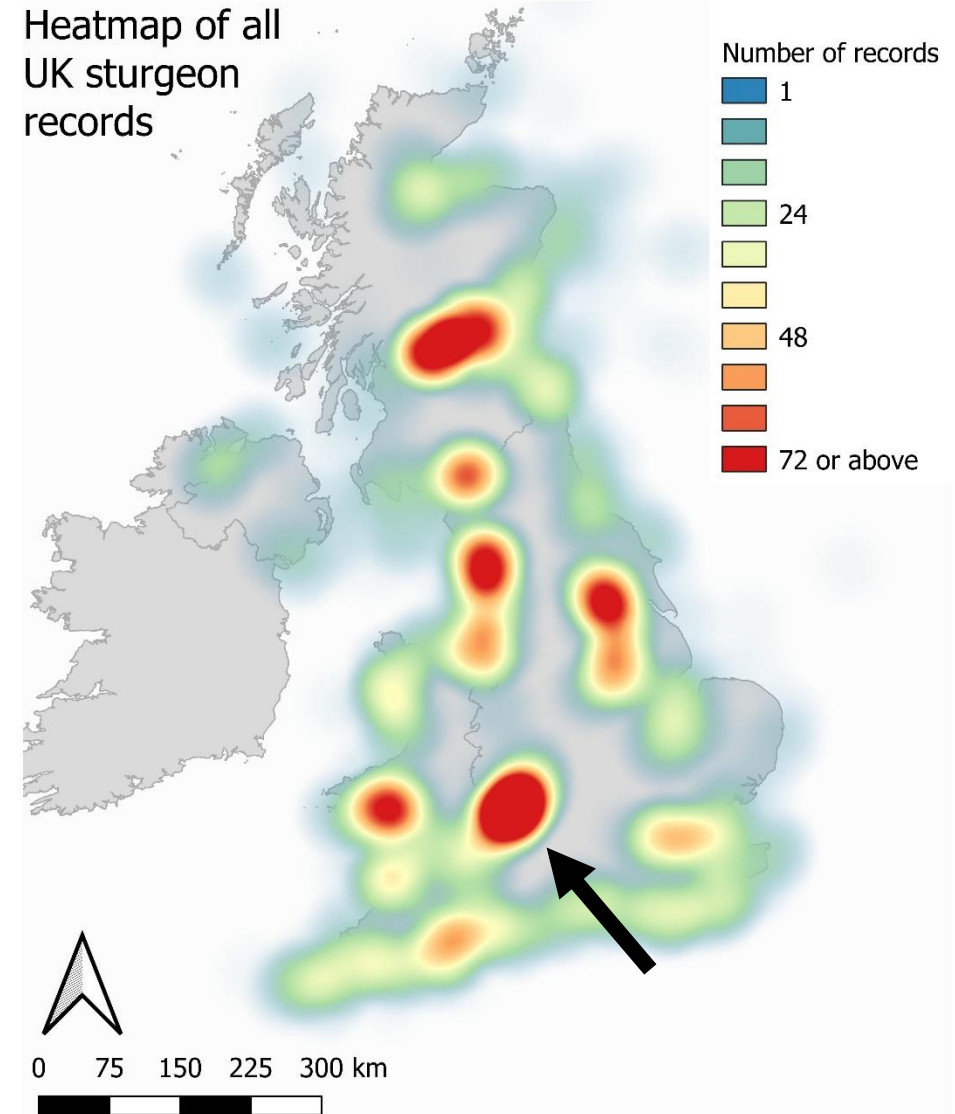 Heatmap of all
UK sturgeon
records
Number of records
1
24
48
72 or above
0 75 150 225 300 km